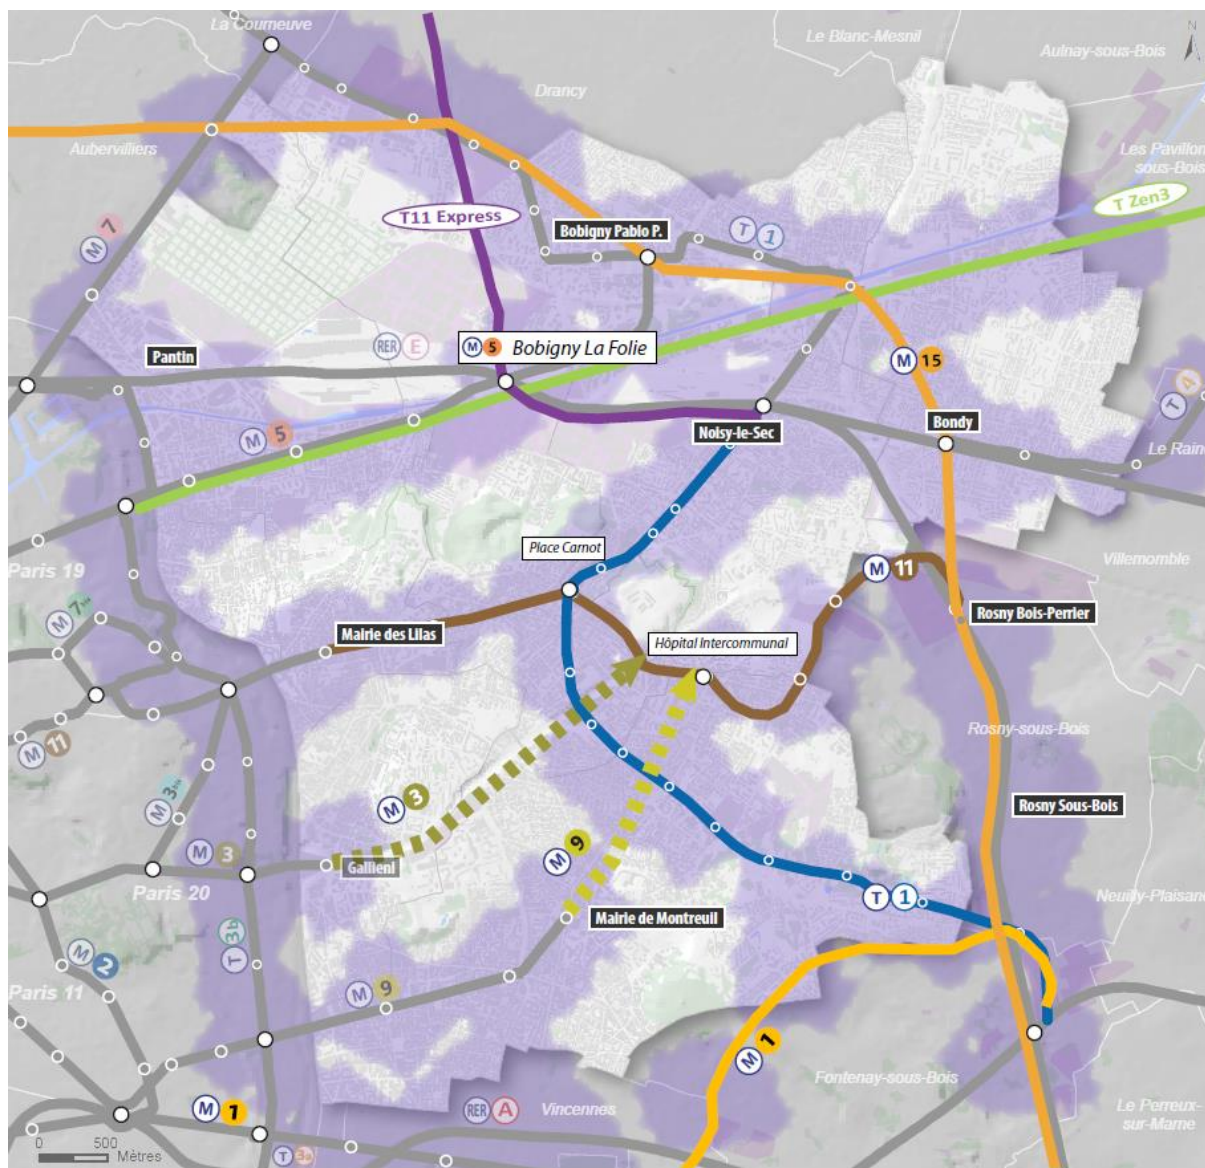 La Courneuve
Le Blanc-Mesnil
N
Aulnay-sous-Bois
Drancy
Aubervilliers
Les Pavillon
sous-Bois
T Zen3
T11 Express
M 7
Bobigny Pablo P.
T 1
RER E
M 5 Bobigny La Folie
Pantin
M 15
T 4
M 5
Noisy-le-Sec
Bondy
Le Rain
Place Carnot
Villemomble
Paris 19
M 11
M 7bis
Mairie des Lilas
Hôpital Intercommunal
Rosny Bois-Perrier
M 11
Rosny-sous-Bois
M 3bis
M 3
Rosny Sous-Bois
M 3
Gallieni
M 9
Paris 20
T 1
Neuilly-Plaisanc
Mairie de Montreuil
T 3b
M 2
Paris 11
M 9
M 1
Fontenay-sous-Bois
RER A
Vincennes
M 1
Le Perreux-
sur-Marne
0 500
Mètres
T 3a